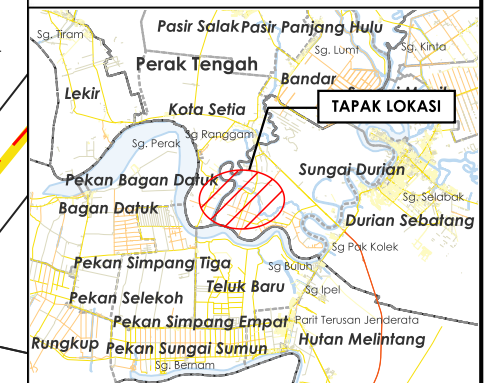 Sg. Tiram
Pasir Salak
Pasir Panjang Hulu
Sg. Lumt
Sg. Kinta
Perak Tengah
Bandar
Lekir
Kota Setia
TAPAK LOKASI
Sg Ranggam
Sg. Perak
Sungai Durian
Pekan Bagan Datuk
Sg. Selabak
Bagan Datuk
Durian Sebatang
Sg Pak Kolek
Pekan Simpang Tiga
Sg Buluh
Teluk Baru
Sg Ipel
Pekan Selekoh
Pekan Simpang Empat
Parit Terusan Jenderata
Rungkup
Pekan Sungai Sumun
Hutan Melintang
Sg. Bernam